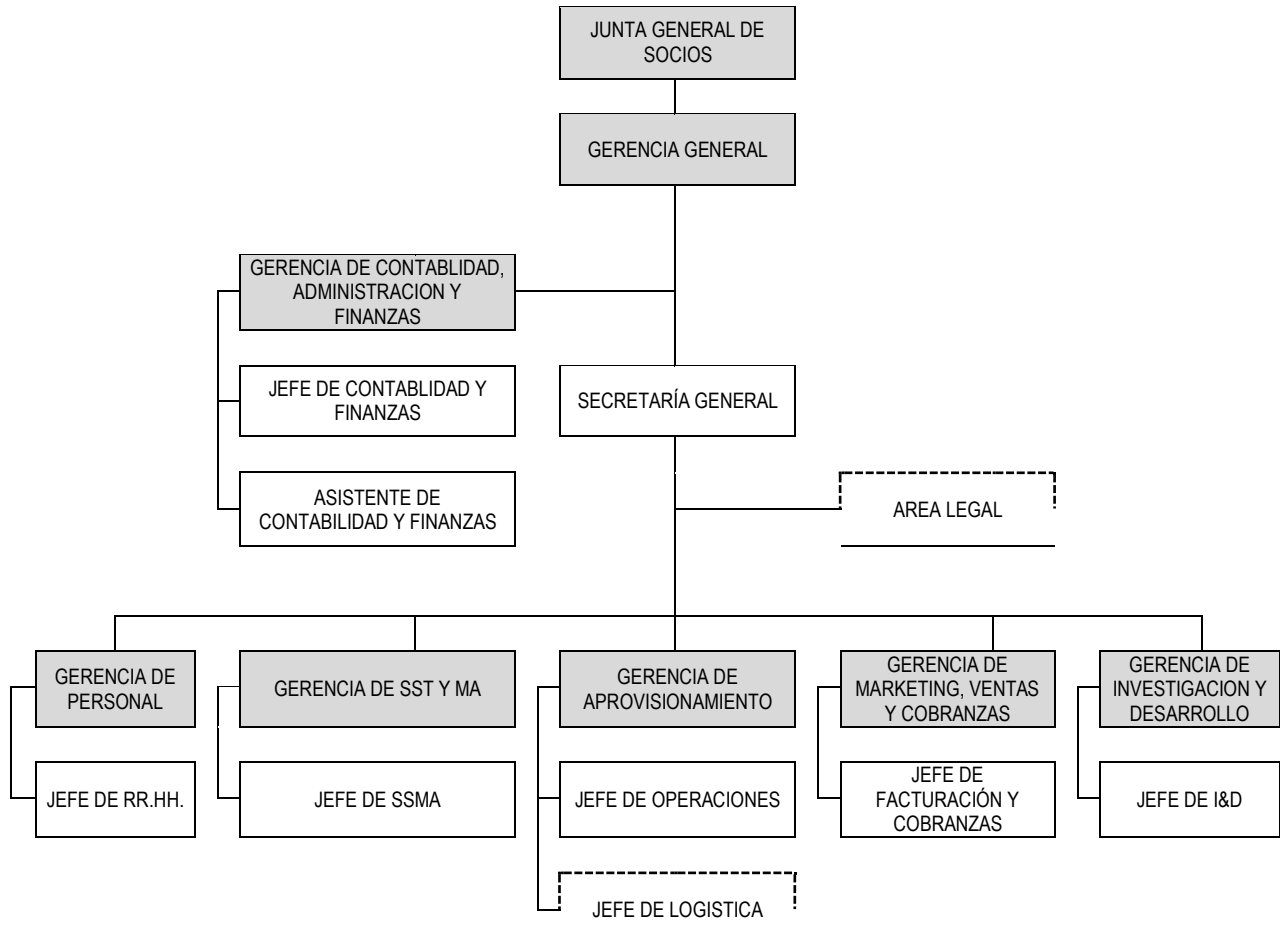 JUNTA GENERAL DE
SOCIOS
GERENCIA GENERAL
GERENCIA DE CONTABLIDAD,
ADMINISTRACION Y
FINANZAS
JEFE DE CONTABLIDAD Y
FINANZAS
SECRETARÍA GENERAL
ASISTENTE DE
CONTABILIDAD Y FINANZAS
AREA LEGAL
GERENCIA DE
PERSONAL
GERENCIA DE SST Y MA
GERENCIA DE
APROVISIONAMIENTO
GERENCIA DE
MARKETING, VENTAS
Y COBRANZAS
GERENCIA DE
INVESTIGACION Y
DESARROLLO
JEFE DE RR.HH.
JEFE DE SSMA
JEFE DE OPERACIONES
JEFE DE
FACTURACIÓN Y
COBRANZAS
JEFE DE I&D
JEFE DE LOGISTICA